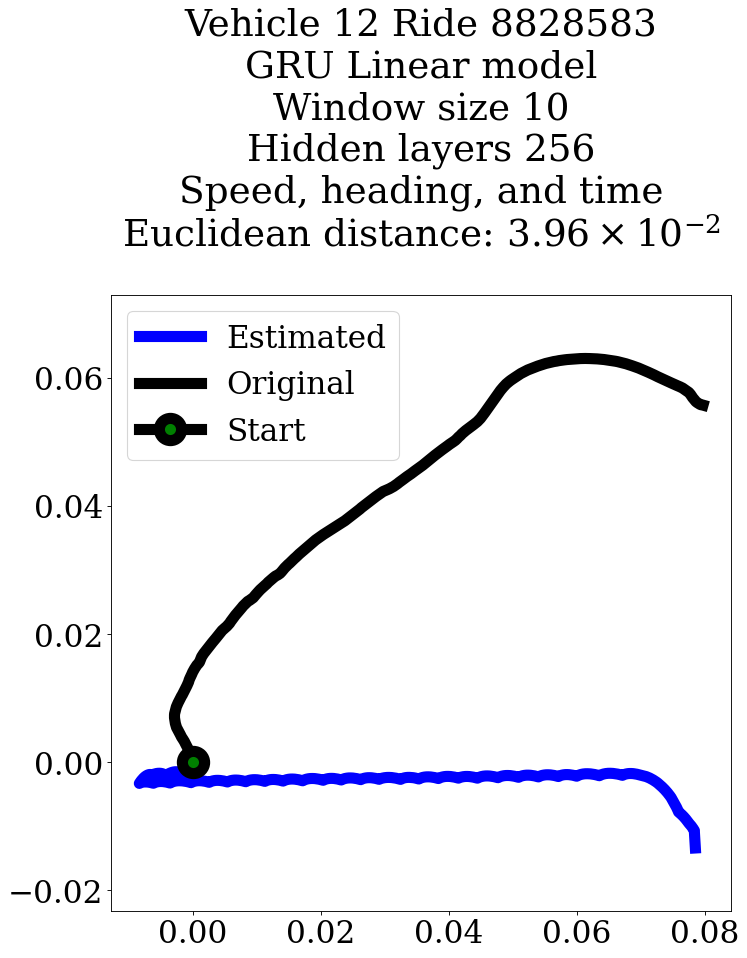 Vehicle 12 Ride 8828583
GRU Linear model
Window size 10
Hidden layers 256
Speed, heading, and time
Euclidean distance: 3.96 × 10⁻²
Estimated
Original
Start
0.06
0.04
0.02
0.00
−0.02
0.00 0.02 0.04 0.06 0.08